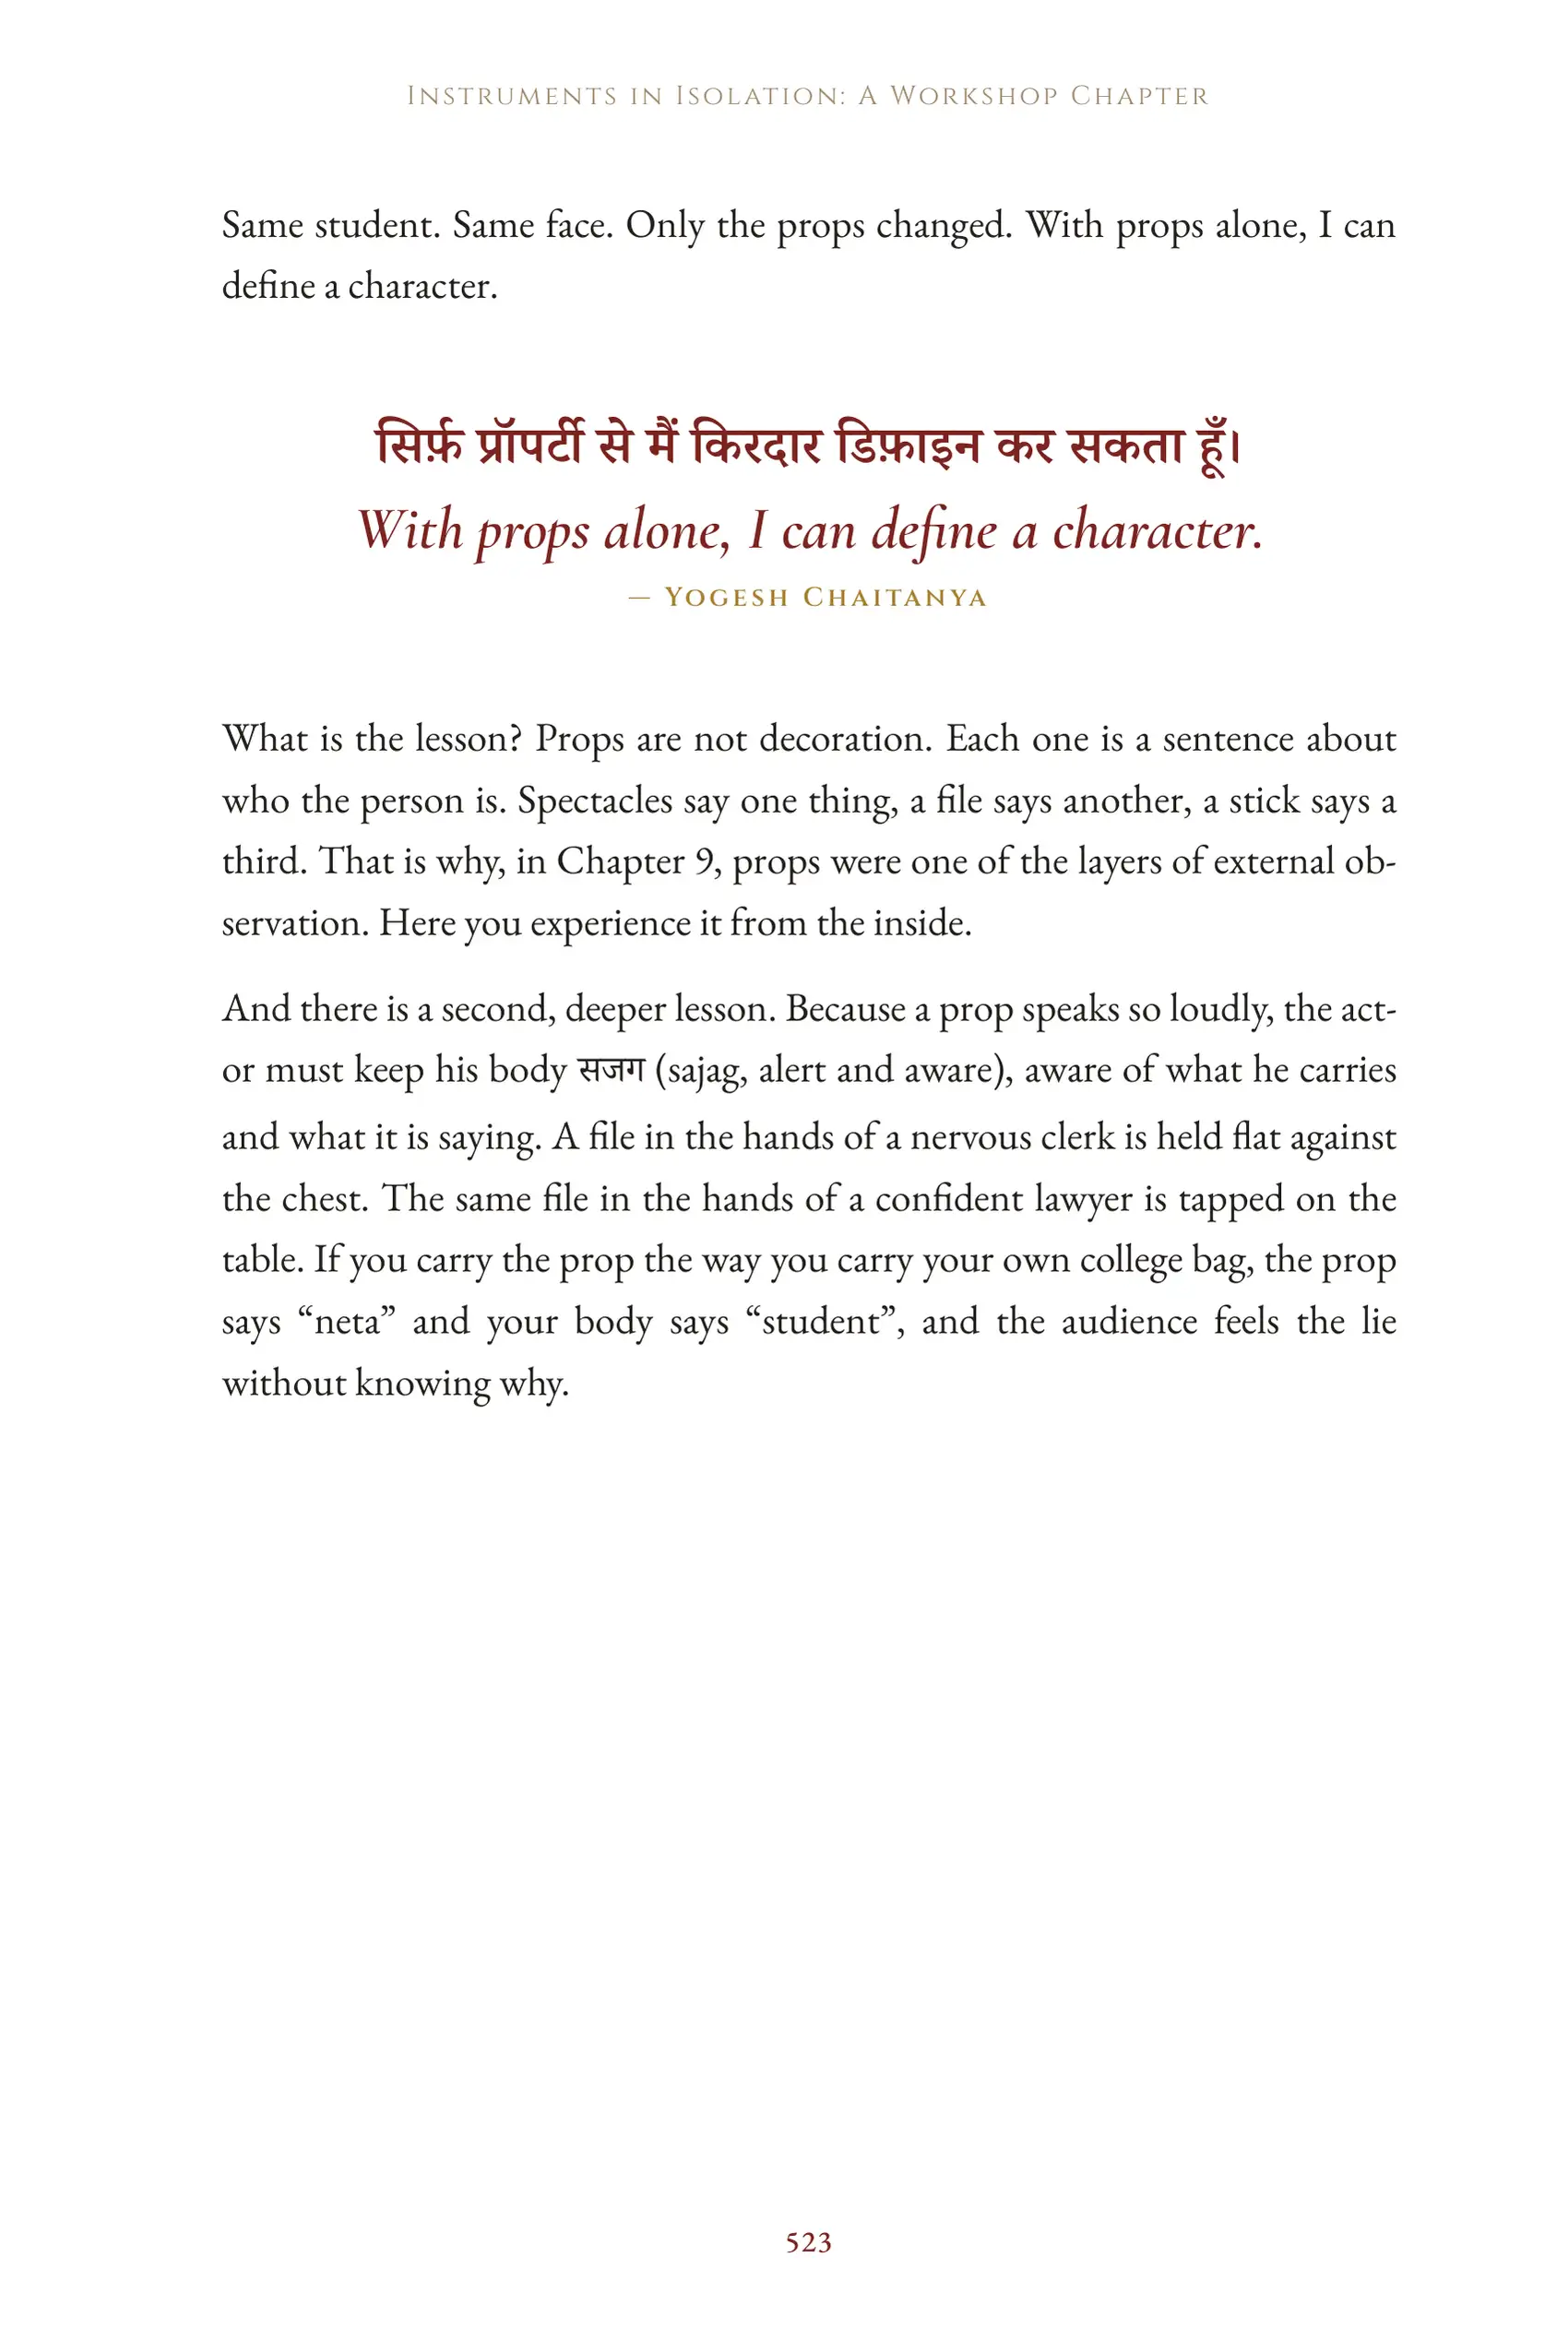 Instruments in Isolation: A Workshop Chapter
Same student. Same face. Only the props changed. With props alone, I can
define a character.
सिर्फ़ प्रॉपर्टी से मैं किरदार डिफ़ाइन कर सकता हूँ।
With props alone, I can define a character.
— Yogesh Chaitanya
What is the lesson? Props are not decoration. Each one is a sentence about
who the person is. Spectacles say one thing, a file says another, a stick says a
third. That is why, in Chapter 9, props were one of the layers of external ob-
servation. Here you experience it from the inside.
And there is a second, deeper lesson. Because a prop speaks so loudly, the act-
or must keep his body सजग (sajag, alert and aware), aware of what he carries
and what it is saying. A file in the hands of a nervous clerk is held flat against
the chest. The same file in the hands of a confident lawyer is tapped on the
table. If you carry the prop the way you carry your own college bag, the prop
says “neta” and your body says “student”, and the audience feels the lie
without knowing why.
523